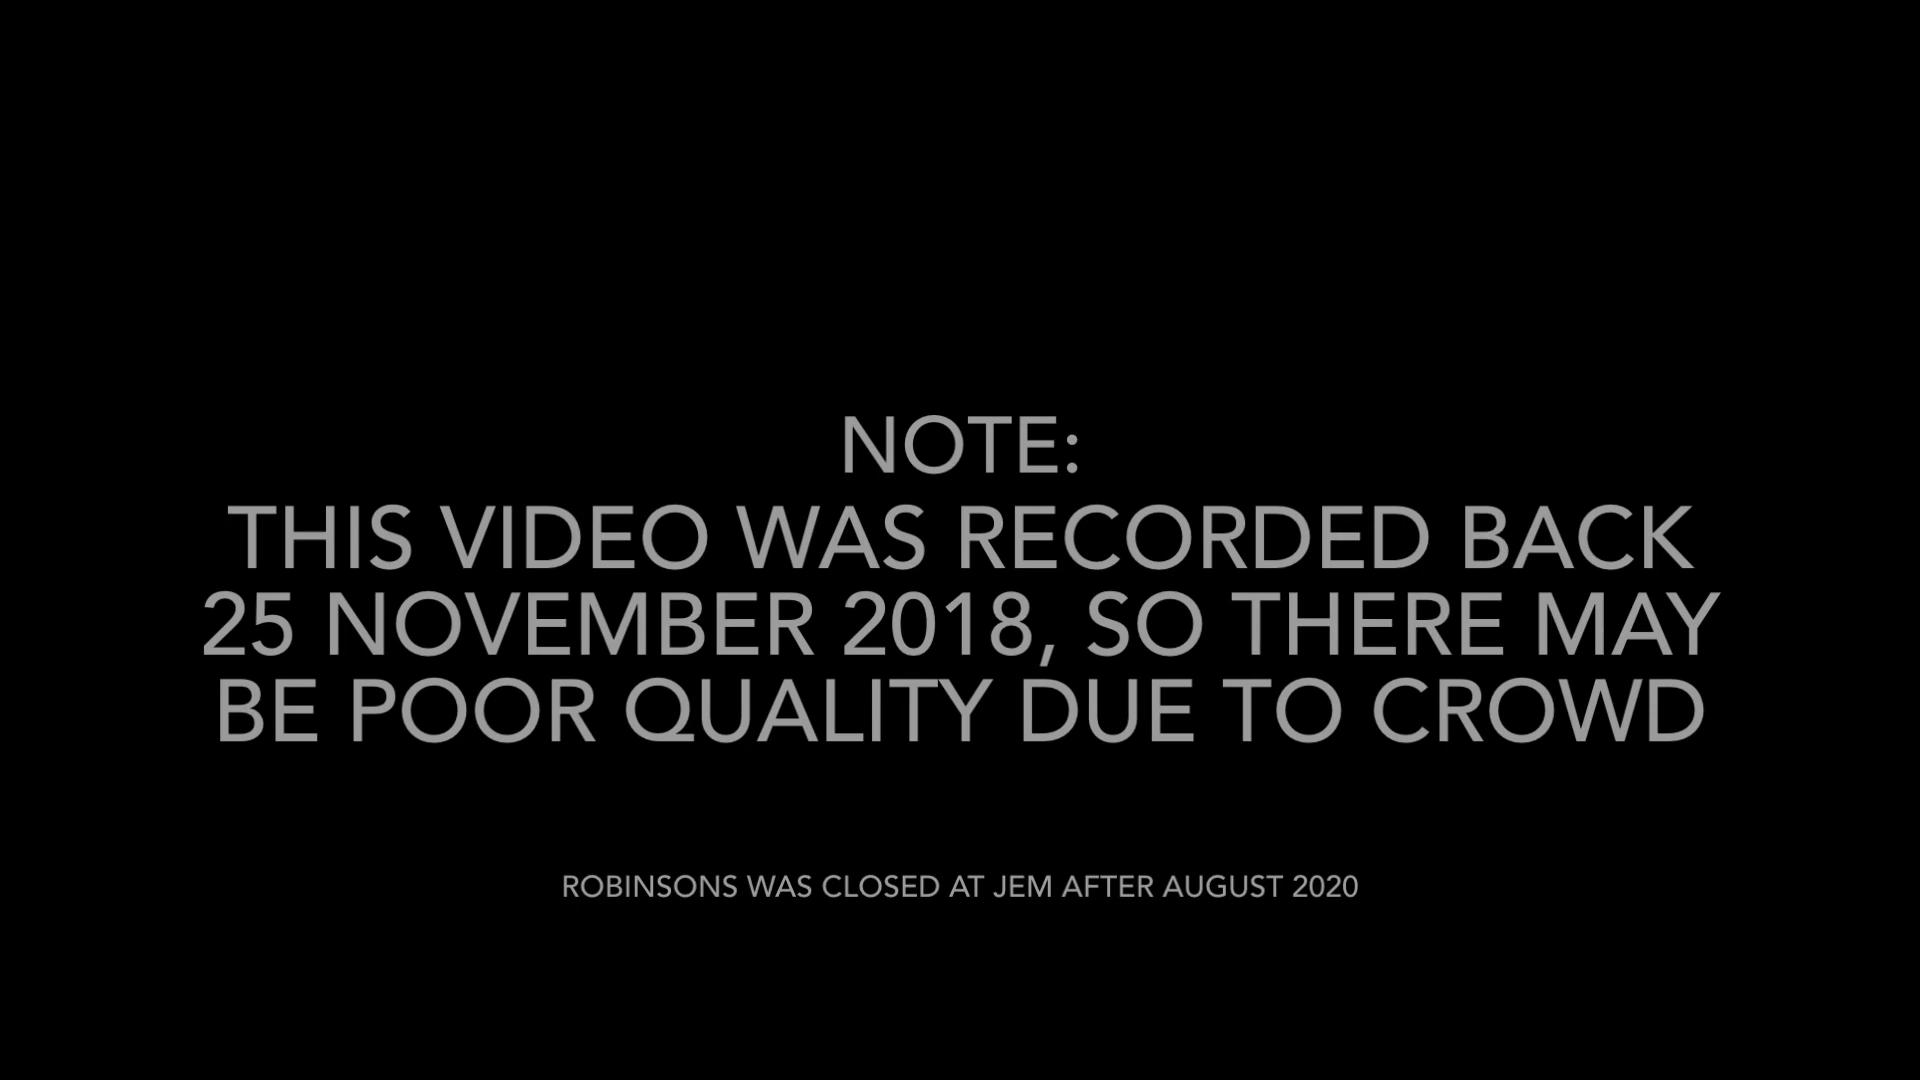 NOTE:
THIS VIDEO WAS RECORDED BACK
25 NOVEMBER 2018, SO THERE MAY
BE POOR QUALITY DUE TO CROWD
ROBINSONS WAS CLOSED AT JEM AFTER AUGUST 2020